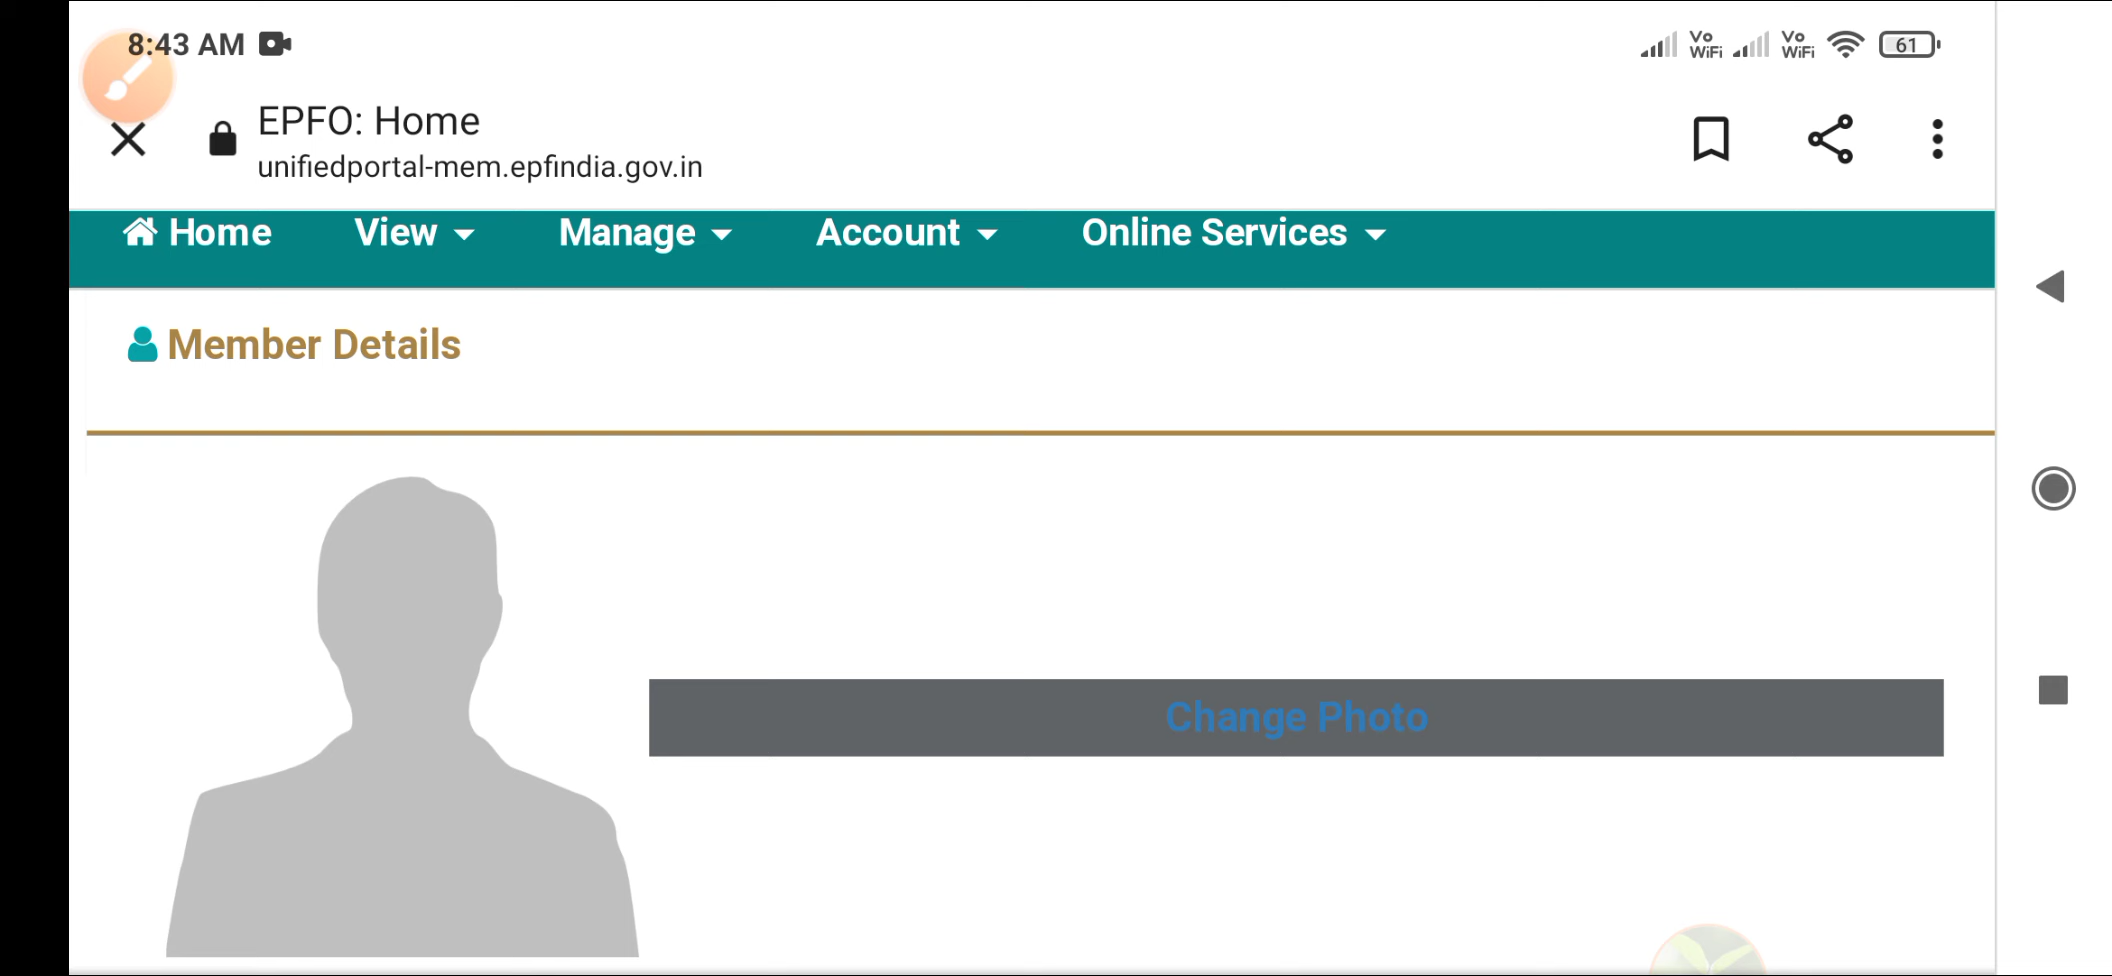 8:43 AM
Vo WiFi Vo WiFi 61
EPFO: Home
unifiedportal-mem.epfindia.gov.in
Home View Manage Account Online Services
Member Details
Change Photo